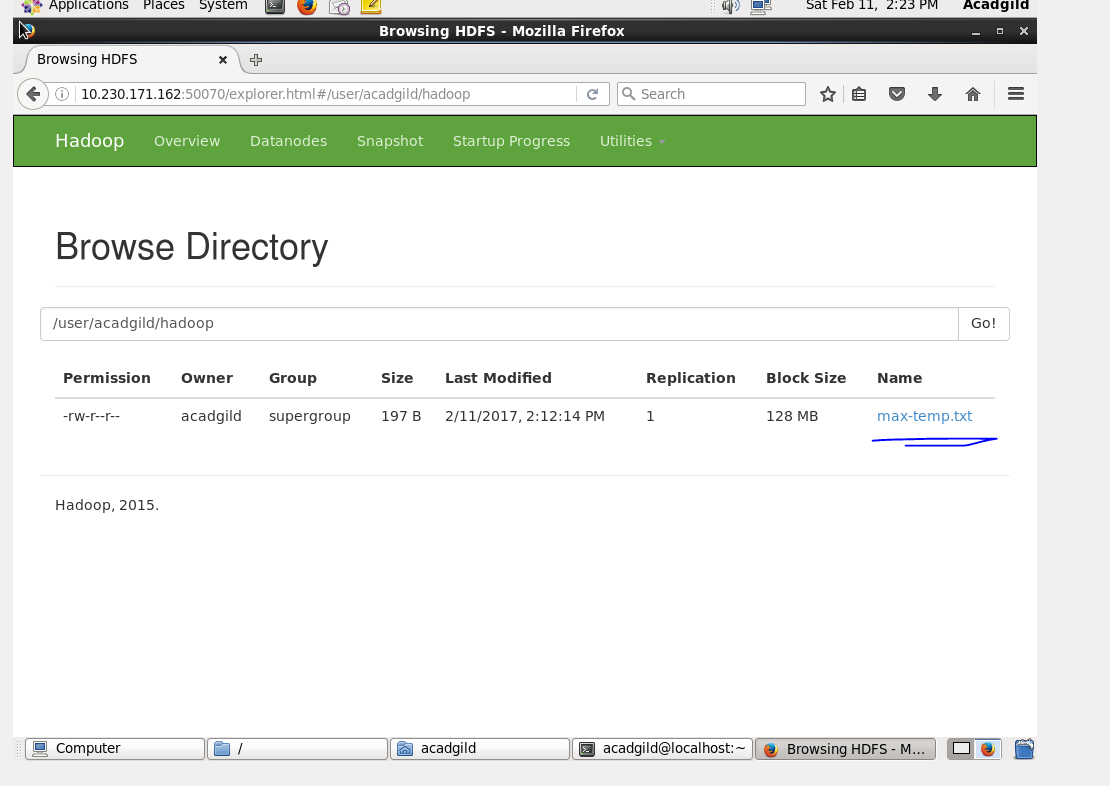 Applications Places System Sat Feb 11, 2:23 PM Acadgild
Browsing HDFS - Mozilla Firefox
Browsing HDFS
10.230.171.162:50070/explorer.html#/user/acadgild/hadoop Search
Hadoop Overview Datanodes Snapshot Startup Progress Utilities
Browse Directory
/user/acadgild/hadoop Go!
Permission Owner Group Size Last Modified Replication Block Size Name
-rw-r--r-- acadgild supergroup 197 B 2/11/2017, 2:12:14 PM 1 128 MB max-temp.txt
Hadoop, 2015.
Computer / acadgild acadgild@localhost:~ Browsing HDFS - M...